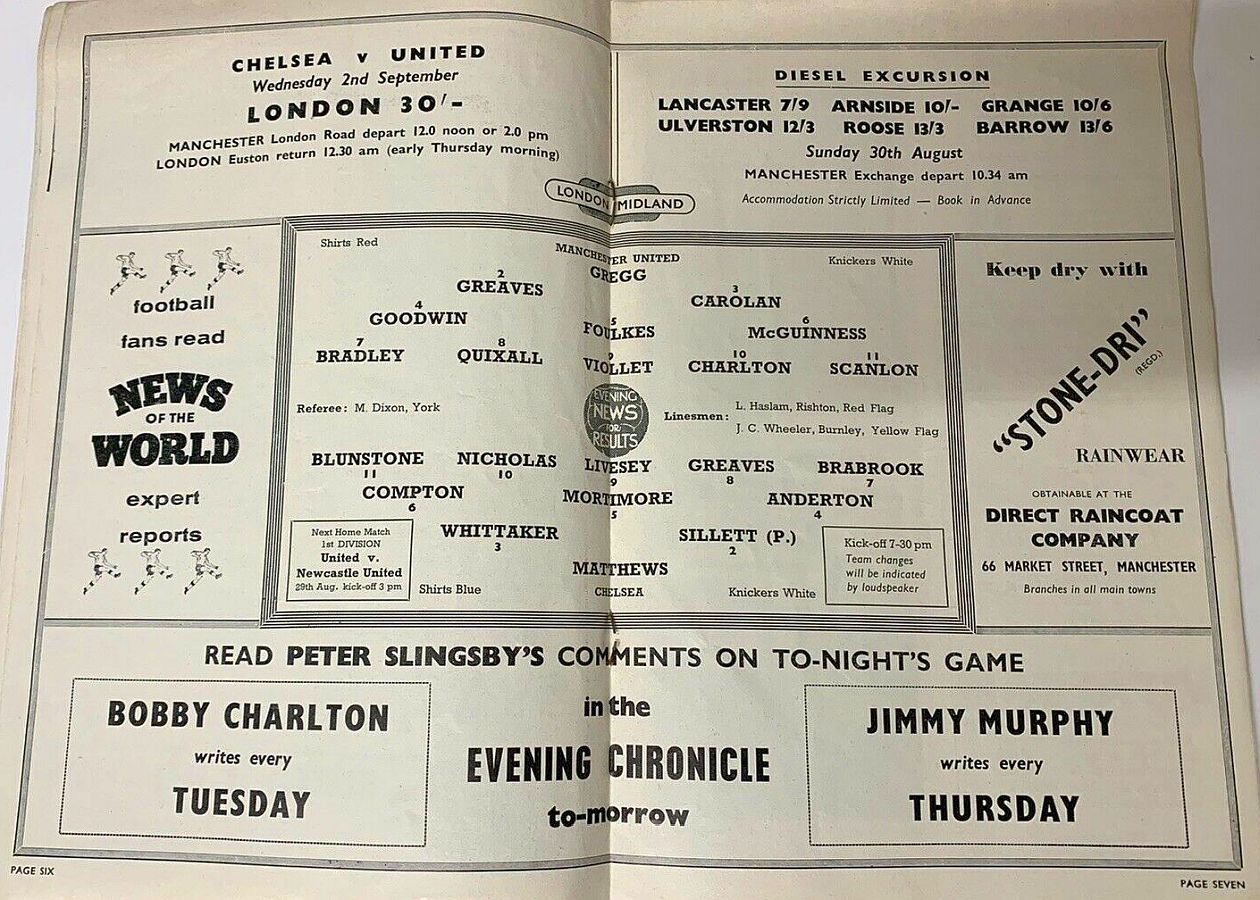 CHELSEA v UNITED
Wednesday 2nd September
LONDON 30/-
MANCHESTER London Road depart 12.0 noon or 2.0 pm
LONDON Euston return 12.30 am (early Thursday morning)
DIESEL EXCURSION
LANCASTER 7/9 ARNSIDE 10/- GRANGE 10/6
ULVERSTON 12/3 ROOSE 13/3 BARROW 13/6
Sunday 30th August
MANCHESTER Exchange depart 10.34 am
Accommodation Strictly Limited — Book in Advance
LONDON MIDLAND
football
fans read
NEWS
OF THE
WORLD
expert
reports
Shirts Red
MANCHESTER UNITED
Knickers White
GREGG
2
GREAVES
3
CAROLAN
4
GOODWIN
5
FOULKES
6
McGUINNESS
7
BRADLEY
8
QUIXALL
9
VIOLLET
10
CHARLTON
11
SCANLON
Referee: M. Dixon, York
EVENING
NEWS
FOR
RESULTS
Linesmen:
L. Haslam, Rishton, Red Flag
J. C. Wheeler, Burnley, Yellow Flag
BLUNSTONE
11
NICHOLAS
10
LIVESEY
9
GREAVES
8
BRABROOK
7
COMPTON
6
MORTIMORE
5
ANDERTON
4
WHITTAKER
3
SILLETT (P.)
2
MATTHEWS
Next Home Match
1st DIVISION
United v.
Newcastle United
29th Aug. kick-off 3 pm
Shirts Blue
CHELSEA
Knickers White
Kick-off 7-30 pm
Team changes
will be indicated
by loudspeaker
Keep dry with
"STONE-DRI"
(REGD.)
RAINWEAR
OBTAINABLE AT THE
DIRECT RAINCOAT
COMPANY
66 MARKET STREET, MANCHESTER
Branches in all main towns
READ PETER SLINGSBY'S COMMENTS ON TO-NIGHT'S GAME
BOBBY CHARLTON
writes every
TUESDAY
in the
EVENING CHRONICLE
to-morrow
JIMMY MURPHY
writes every
THURSDAY
PAGE SIX
PAGE SEVEN